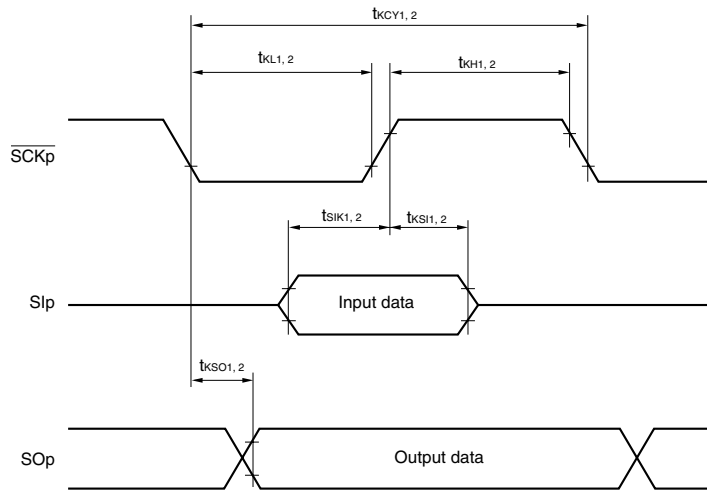 tKCY1, 2
tKL1, 2
tKH1, 2
SCKp
tSIK1, 2
tKSI1, 2
SIp
Input data
tKSO1, 2
SOp
Output data